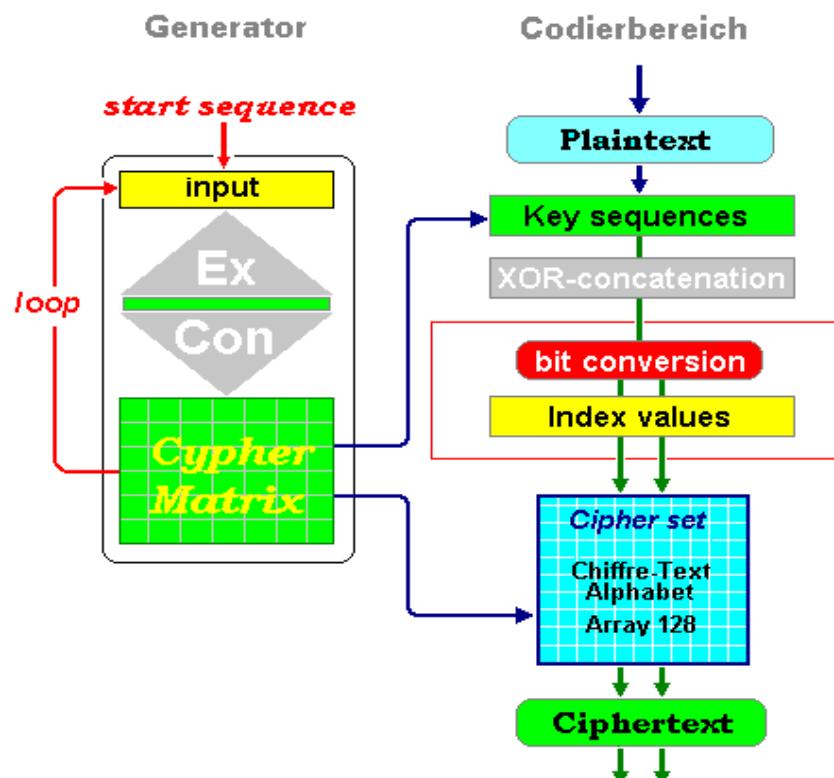 Generator
start sequence
input
Ex
Con
loop
Cypher
Matrix
Codierbereich
Plaintext
Key sequences
XOR-concatenation
bit conversion
Index values
Cipher set
Chiffre-Text
Alphabet
Array 128
Ciphertext